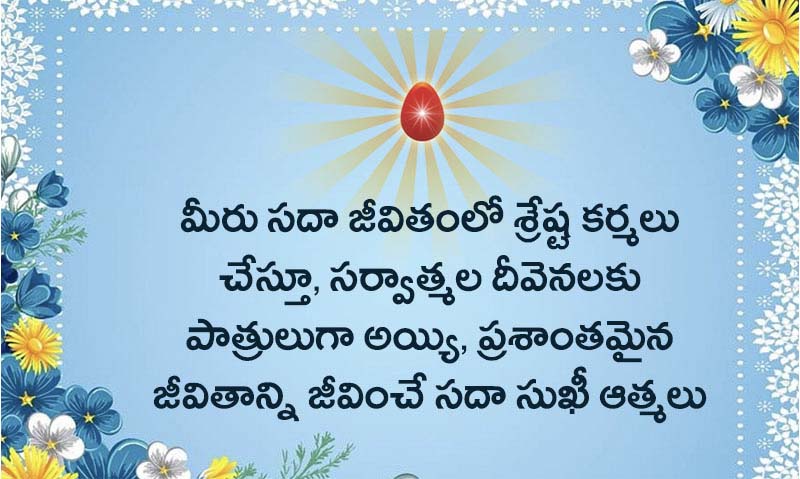 మీరు సదా జీవితంలో శ్రేష్ట కర్మలు
చేస్తూ, సర్వాత్మల దీవెనలకు
పాత్రులుగా అయ్యి, ప్రశాంతమైన
జీవితాన్ని జీవించే సదా సుఖీ ఆత్మలు